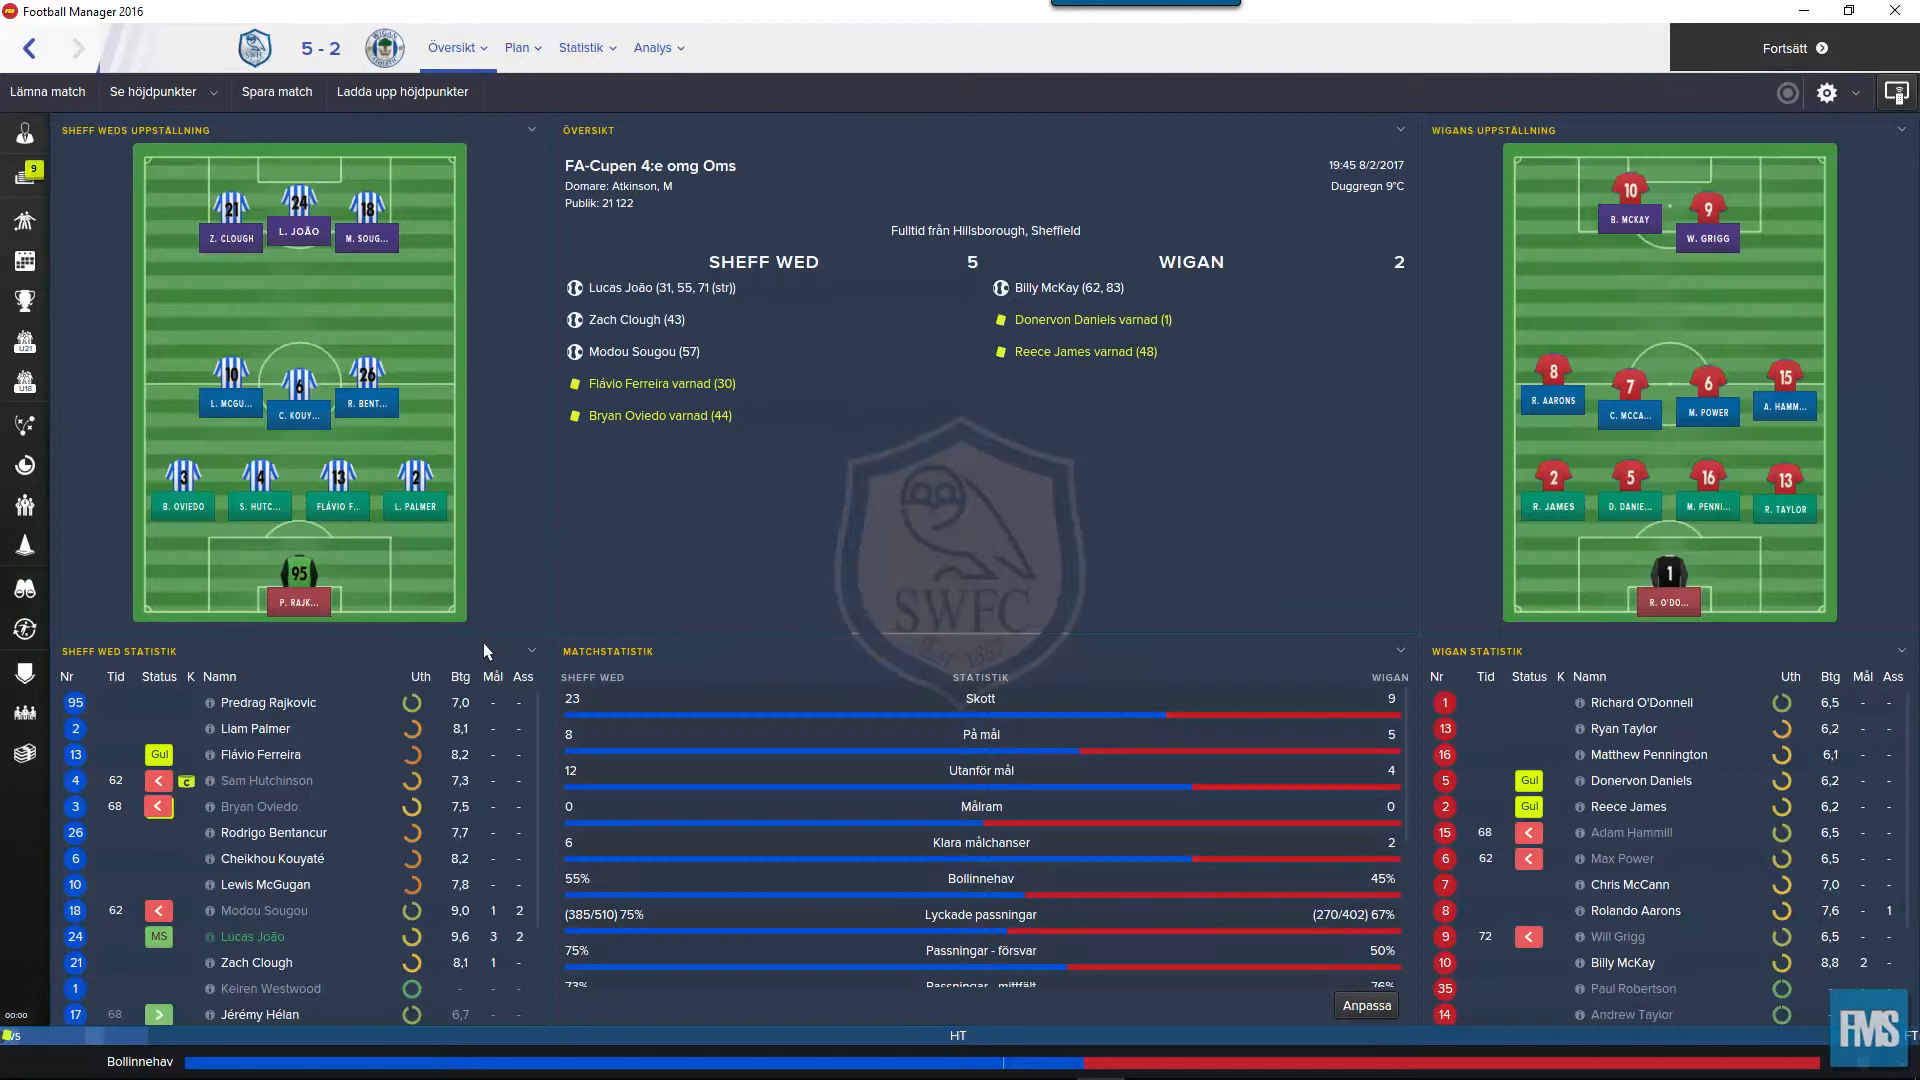 Football Manager 2016
5 - 2
Översikt
Plan
Statistik
Analys
Fortsätt
Lämna match
Se höjdpunkter
Spara match
Ladda upp höjdpunkter
9
U21
U18
00:00
SHEFF WEDS UPPSTÄLLNING
21
24
18
Z. CLOUGH
L. JOÃO
M. SOUG...
10
6
26
L. MCGU...
C. KOUY...
R. BENT...
3
4
13
2
B. OVIEDO
S. HUTC...
FLÁVIO F...
L. PALMER
95
P. RAJK...
ÖVERSIKT
FA-Cupen 4:e omg Oms
19:45 8/2/2017
Domare: Atkinson, M
Duggregn 9°C
Publik: 21 122
Fulltid från Hillsborough, Sheffield
SHEFF WED 5
WIGAN 2
Lucas João (31, 55, 71 (str))
Zach Clough (43)
Modou Sougou (57)
Flávio Ferreira varnad (30)
Bryan Oviedo varnad (44)
Billy McKay (62, 83)
Donervon Daniels varnad (1)
Reece James varnad (48)
SWFC
WIGANS UPPSTÄLLNING
10
9
B. MCKAY
W. GRIGG
8
7
6
15
R. AARONS
C. MCCA...
M. POWER
A. HAMM...
2
5
16
13
R. JAMES
D. DANIE...
M. PENNI...
R. TAYLOR
1
R. O'DO...
SHEFF WED STATISTIK
Nr Tid Status K Namn Uth Btg Mål Ass
95 Predrag Rajkovic 7,0 - -
2 Liam Palmer 8,1 - -
13 Gul Flávio Ferreira 8,2 - -
4 62 C Sam Hutchinson 7,3 - -
3 68 Bryan Oviedo 7,5 - -
26 Rodrigo Bentancur 7,7 - -
6 Cheikhou Kouyaté 8,2 - -
10 Lewis McGugan 7,8 - -
18 62 Modou Sougou 9,0 1 2
24 MS Lucas João 9,6 3 2
21 Zach Clough 8,1 1 -
1 Keiren Westwood - - -
17 68 Jérémy Hélan 6,7 - -
MATCHSTATISTIK
SHEFF WED STATISTIK WIGAN
23 Skott 9
8 På mål 5
12 Utanför mål 4
0 Målram 0
6 Klara målchanser 2
55% Bollinnehav 45%
(385/510) 75% Lyckade passningar (270/402) 67%
75% Passningar - försvar 50%
73% Passningar - mittfält 76%
Anpassa
WIGAN STATISTIK
Nr Tid Status K Namn Uth Btg Mål Ass
1 Richard O'Donnell 6,5 - -
13 Ryan Taylor 6,2 - -
16 Matthew Pennington 6,1 - -
5 Gul Donervon Daniels 6,2 - -
2 Gul Reece James 6,2 - -
15 68 Adam Hammill 6,5 - -
6 62 Max Power 6,5 - -
7 Chris McCann 7,0 - -
8 Rolando Aarons 7,6 - 1
9 72 Will Grigg 6,5 - -
10 Billy McKay 8,8 2 -
35 Paul Robertson
14 Andrew Taylor
HT
FT
Bollinnehav
FMS